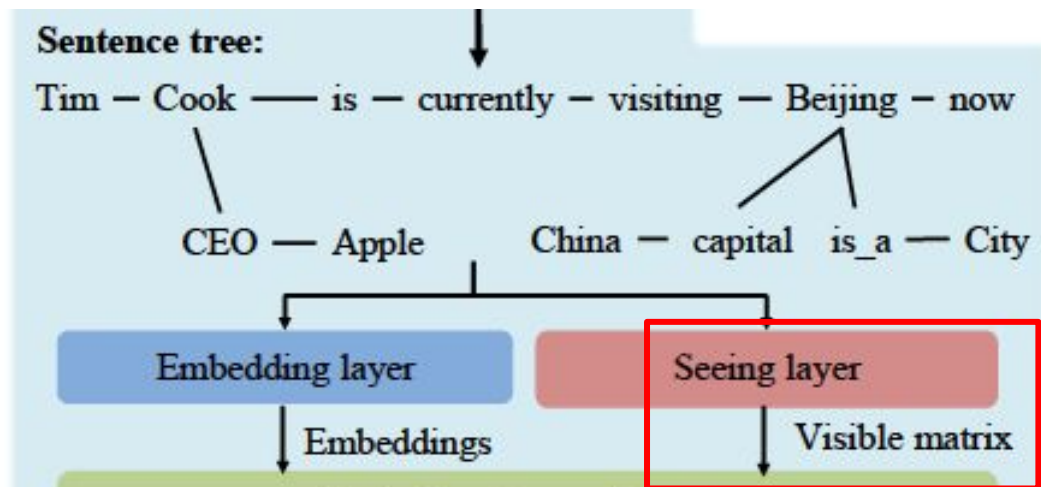 Sentence tree:
Tim — Cook — is — currently — visiting — Beijing — now
CEO — Apple China — capital is_a — City
Embedding layer Seeing layer
Embeddings Visible matrix